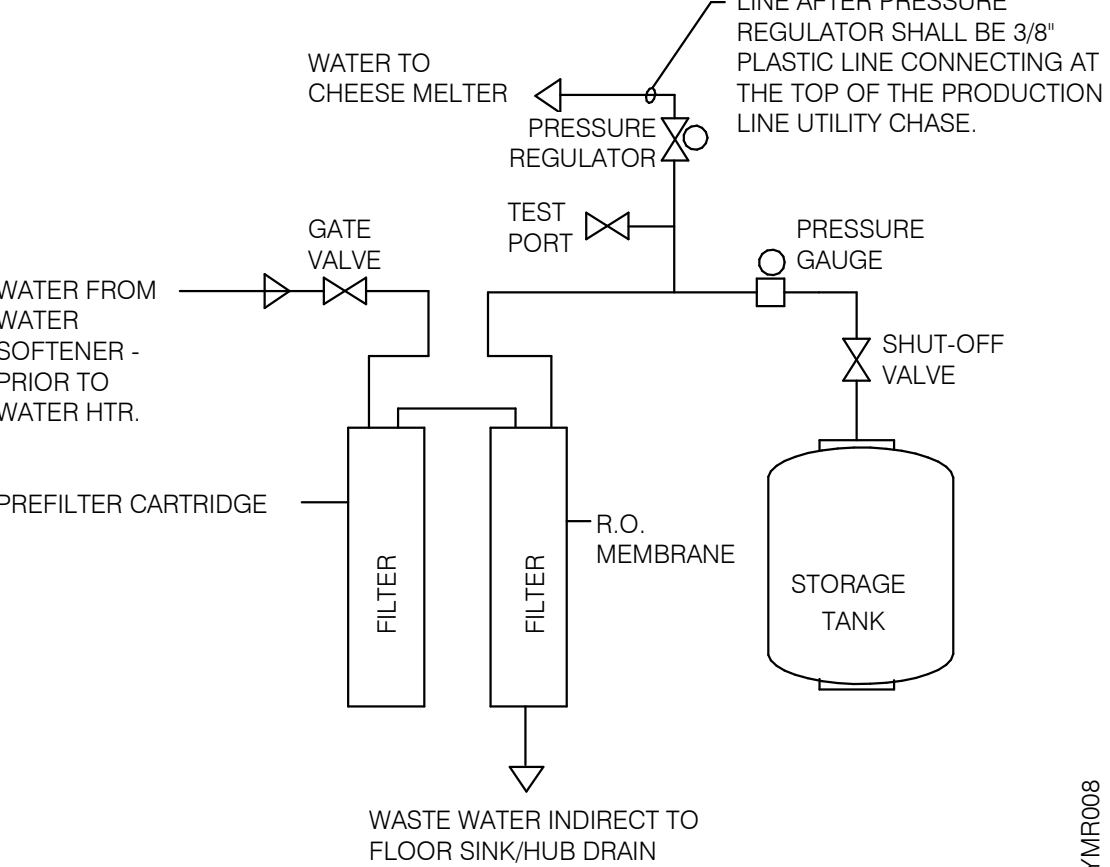 LINE AFTER PRESSURE
REGULATOR SHALL BE 3/8"
PLASTIC LINE CONNECTING AT
THE TOP OF THE PRODUCTION
LINE UTILITY CHASE.
WATER TO
CHEESE MELTER
PRESSURE
REGULATOR
TEST
PORT
PRESSURE
GAUGE
GATE
VALVE
WATER FROM
WATER
SOFTENER -
PRIOR TO
WATER HTR.
SHUT-OFF
VALVE
PREFILTER CARTRIDGE
R.O.
MEMBRANE
FILTER
FILTER
STORAGE
TANK
WASTE WATER INDIRECT TO
FLOOR SINK/HUB DRAIN
YMR008